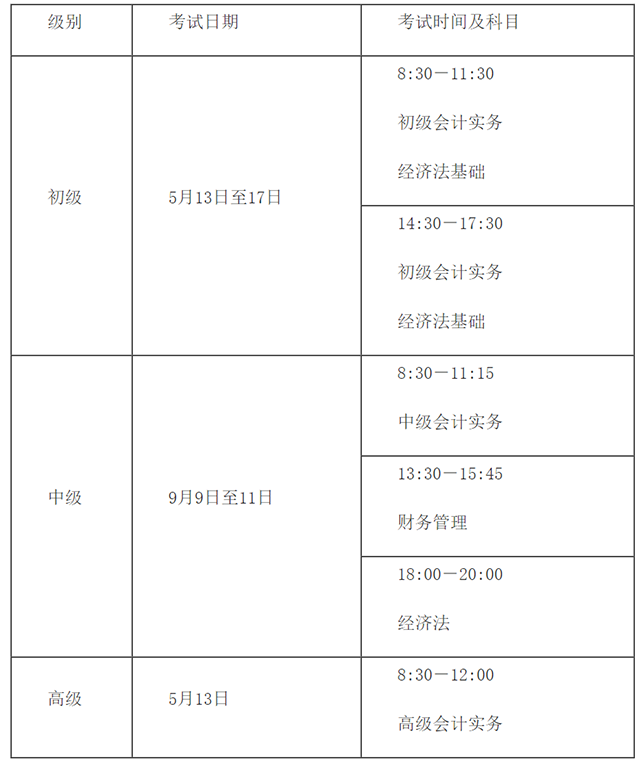 级别 考试日期 考试时间及科目
初级 5月13日至17日 8:30—11:30
初级会计实务
经济法基础
14:30—17:30
初级会计实务
经济法基础
中级 9月9日至11日 8:30—11:15
中级会计实务
13:30—15:45
财务管理
18:00—20:00
经济法
高级 5月13日 8:30—12:00
高级会计实务